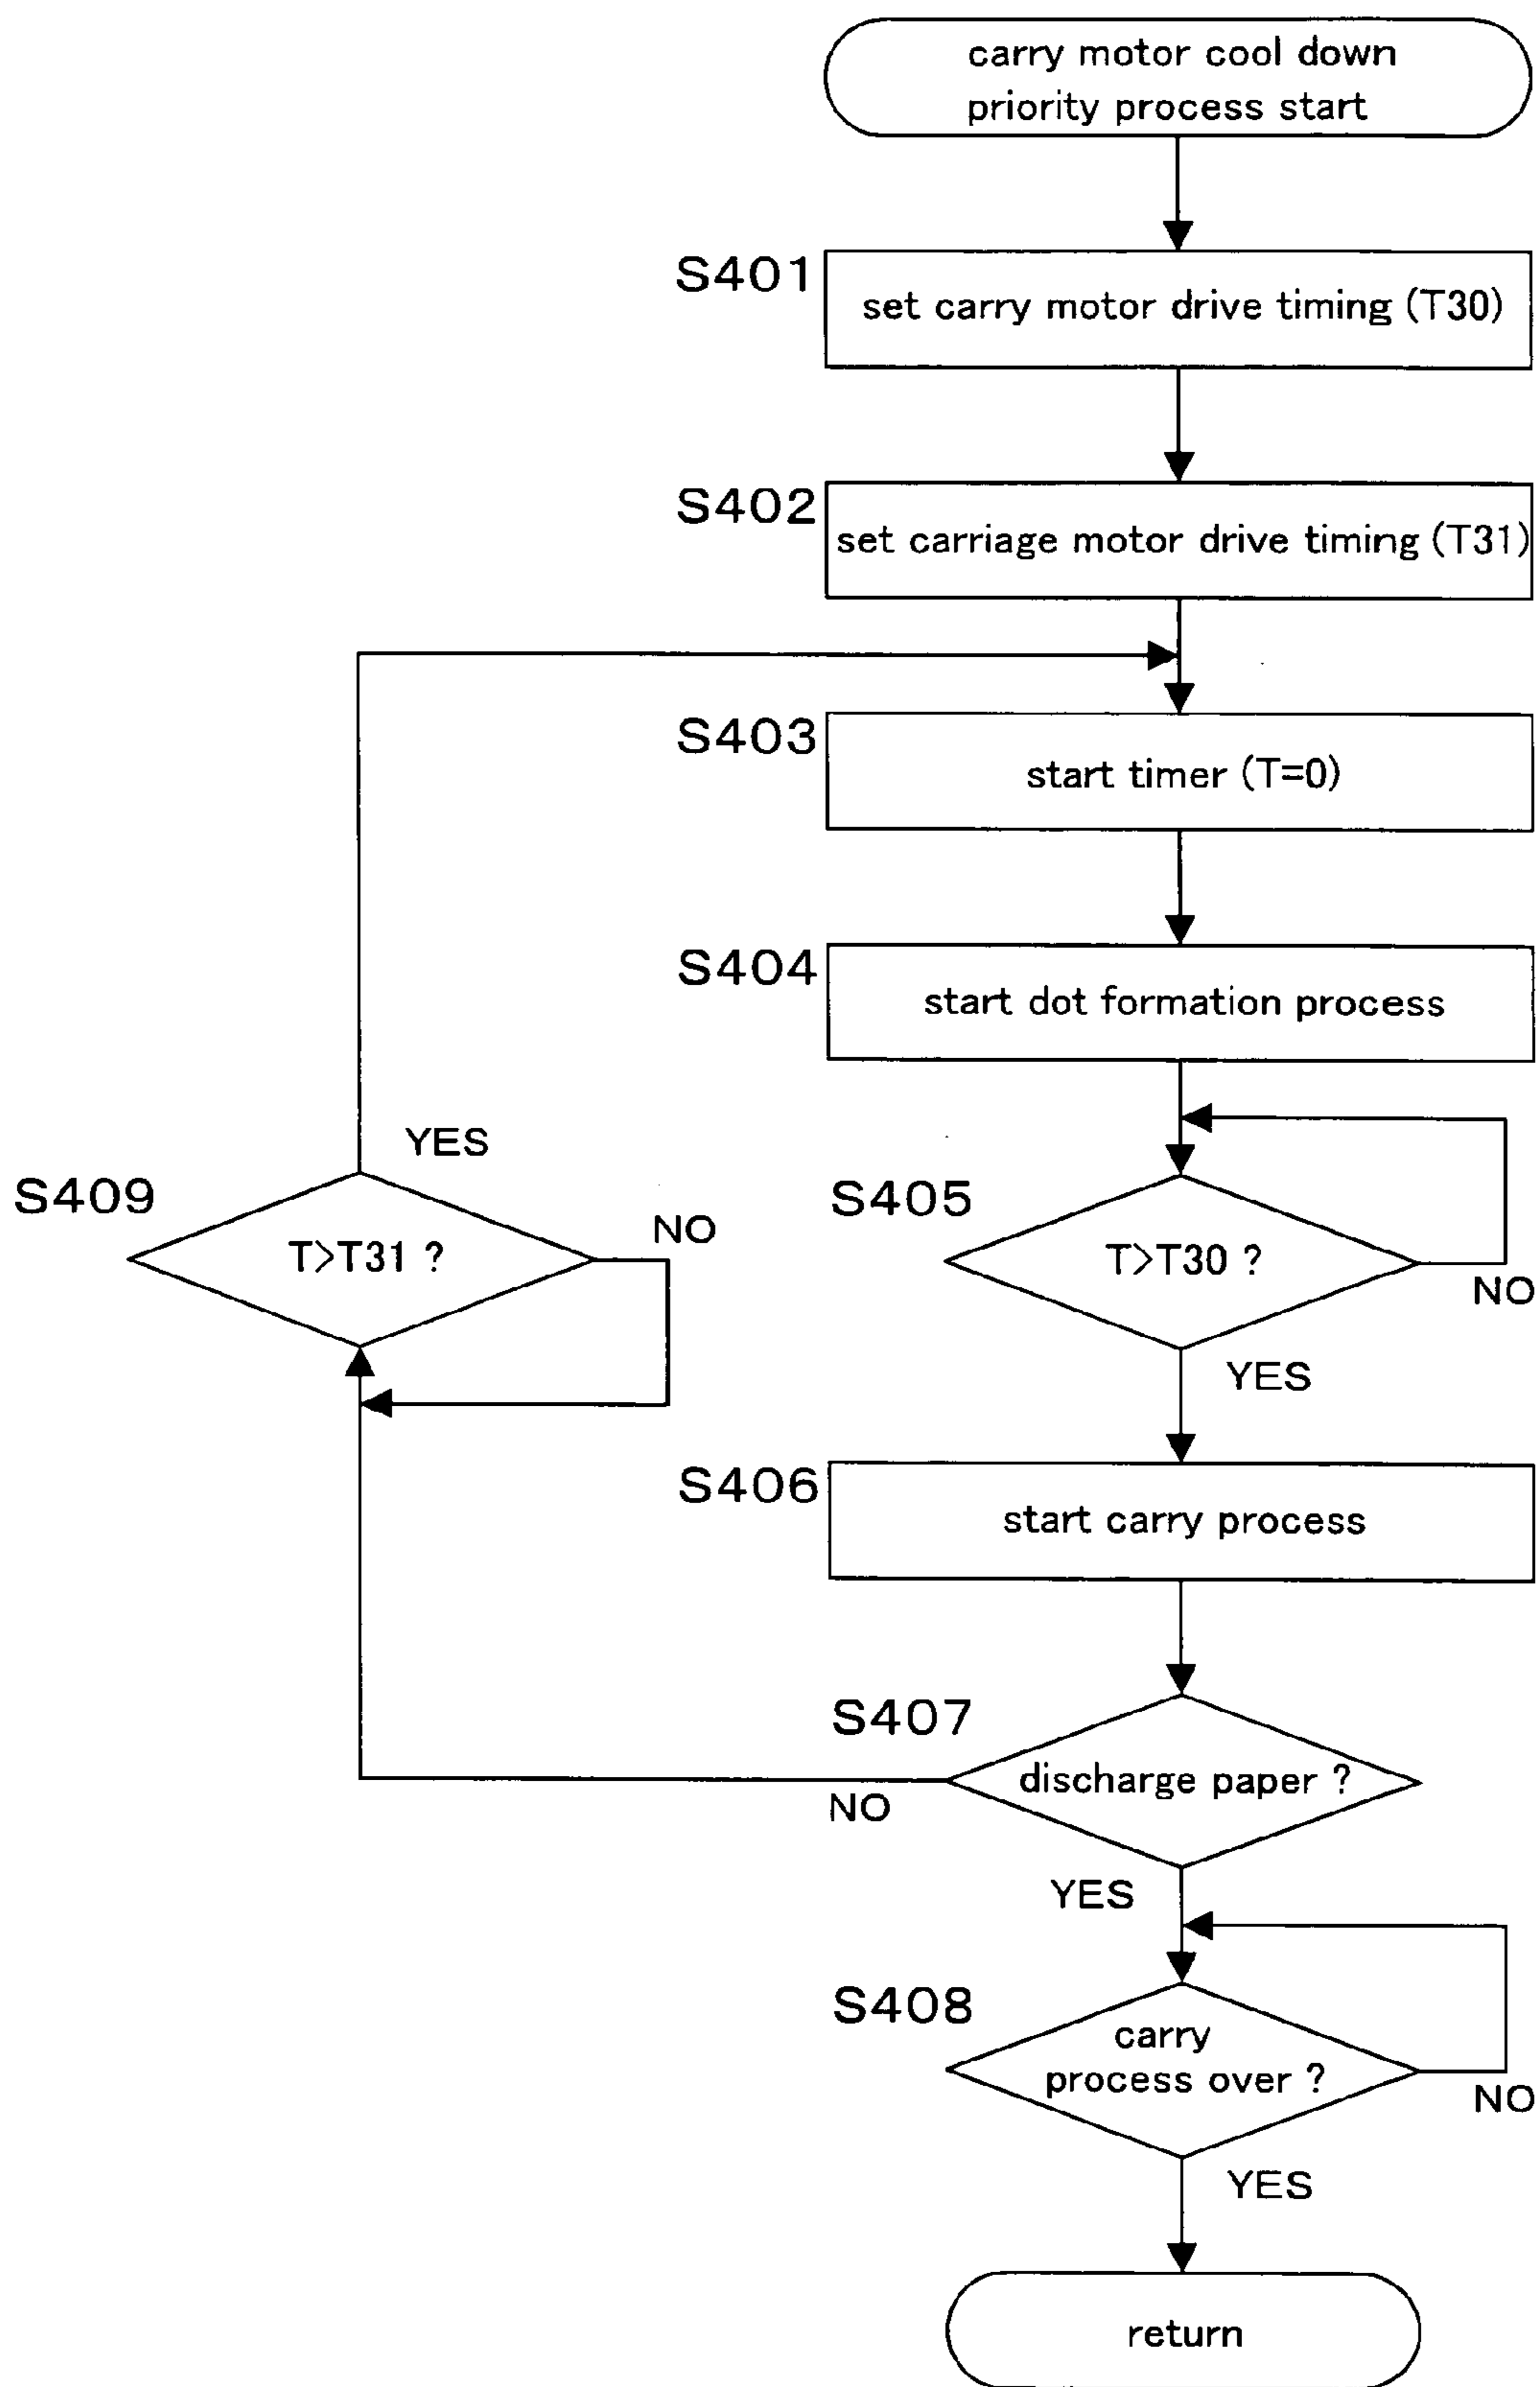 carry motor cool down
priority process start
S401
set carry motor drive timing (T30)
S402
set carriage motor drive timing (T31)
S403
start timer (T=0)
S404
start dot formation process
YES
S409
T>T31 ?
NO
S405
T>T30 ?
NO
YES
S406
start carry process
S407
discharge paper ?
NO
YES
S408
carry
process over ?
NO
YES
return